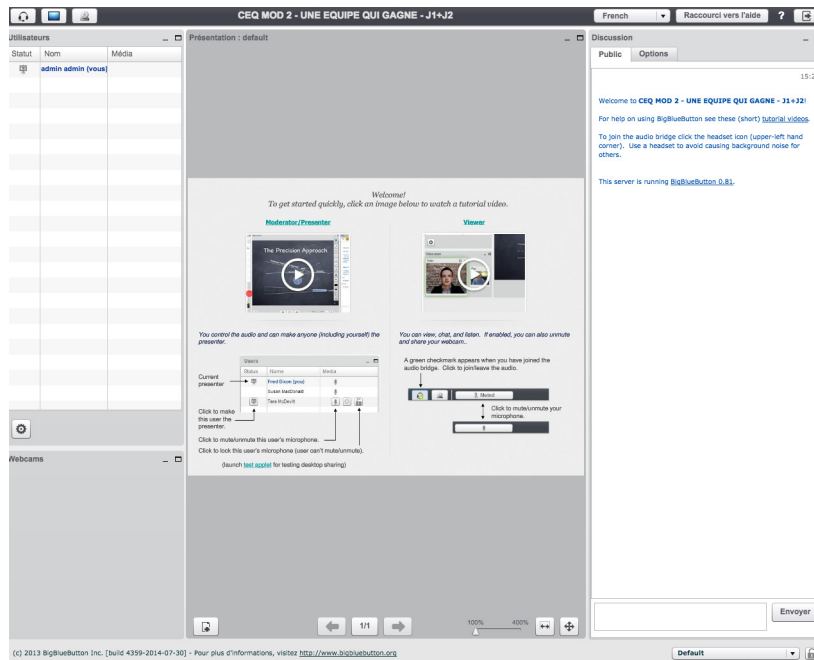 CEQ MOD 2 - UNE EQUIPE QUI GAGNE - J1+J2
French
Raccourci vers l'aide
?
Utilisateurs
Statut Nom Média
admin admin (vous)
Webcams
Présentation : default
Welcome!
To get started quickly, click an image below to watch a tutorial video.
Moderator/Presenter
Viewer
The Precision Approach
You control the audio and can make anyone (including yourself) the
presenter.
You can view, chat, and listen. If enabled, you can also unmute
and share your webcam..
Users
Status Name Media
Fred Dixon (you)
Susan MacDonald
Tara McDevitt
Current
presenter
Click to make
this user the
presenter.
Click to mute/unmute this user's microphone.
Click to lock this user's microphone (user can't mute/unmute).
(launch test applet for testing desktop sharing)
A green checkmark appears when you have joined the
audio bridge. Click to join/leave the audio.
Muted
Click to mute/unmute your
microphone.
1/1
100% 400%
Discussion
Public Options
15:2
Welcome to CEQ MOD 2 - UNE EQUIPE QUI GAGNE - J1+J2!
For help on using BigBlueButton see these (short) tutorial videos.
To join the audio bridge click the headset icon (upper-left hand
corner). Use a headset to avoid causing background noise for
others.
This server is running BigBlueButton 0.81.
Envoyer
(c) 2013 BigBlueButton Inc. [build 4359-2014-07-30] - Pour plus d'informations, visitez http://www.bigbluebutton.org
Default